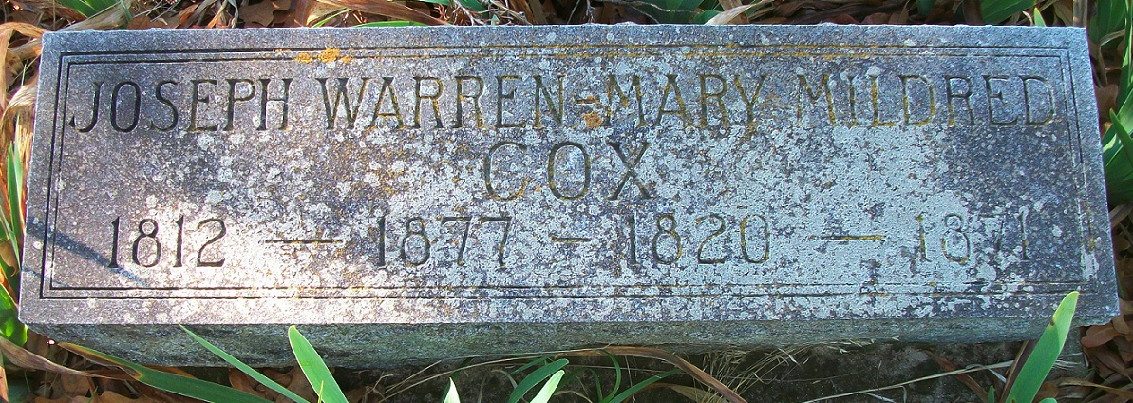 JOSEPH WARREN-MARY MILDRED
COX
1812 — 1877 — 1820 — 1871